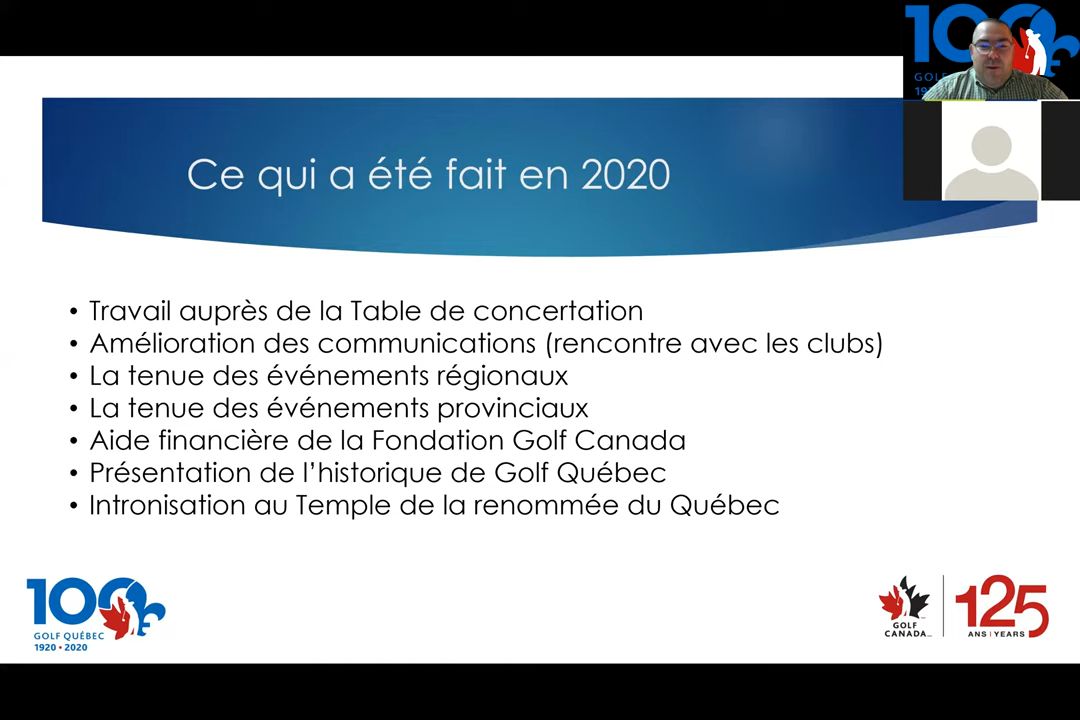 100
GOLF
19
Ce qui a été fait en 2020
• Travail auprès de la Table de concertation
• Amélioration des communications (rencontre avec les clubs)
• La tenue des événements régionaux
• La tenue des événements provinciaux
• Aide financière de la Fondation Golf Canada
• Présentation de l’historique de Golf Québec
• Intronisation au Temple de la renommée du Québec
100
GOLF QUÉBEC
1920 • 2020
GOLF
CANADA
125
ANS | YEARS